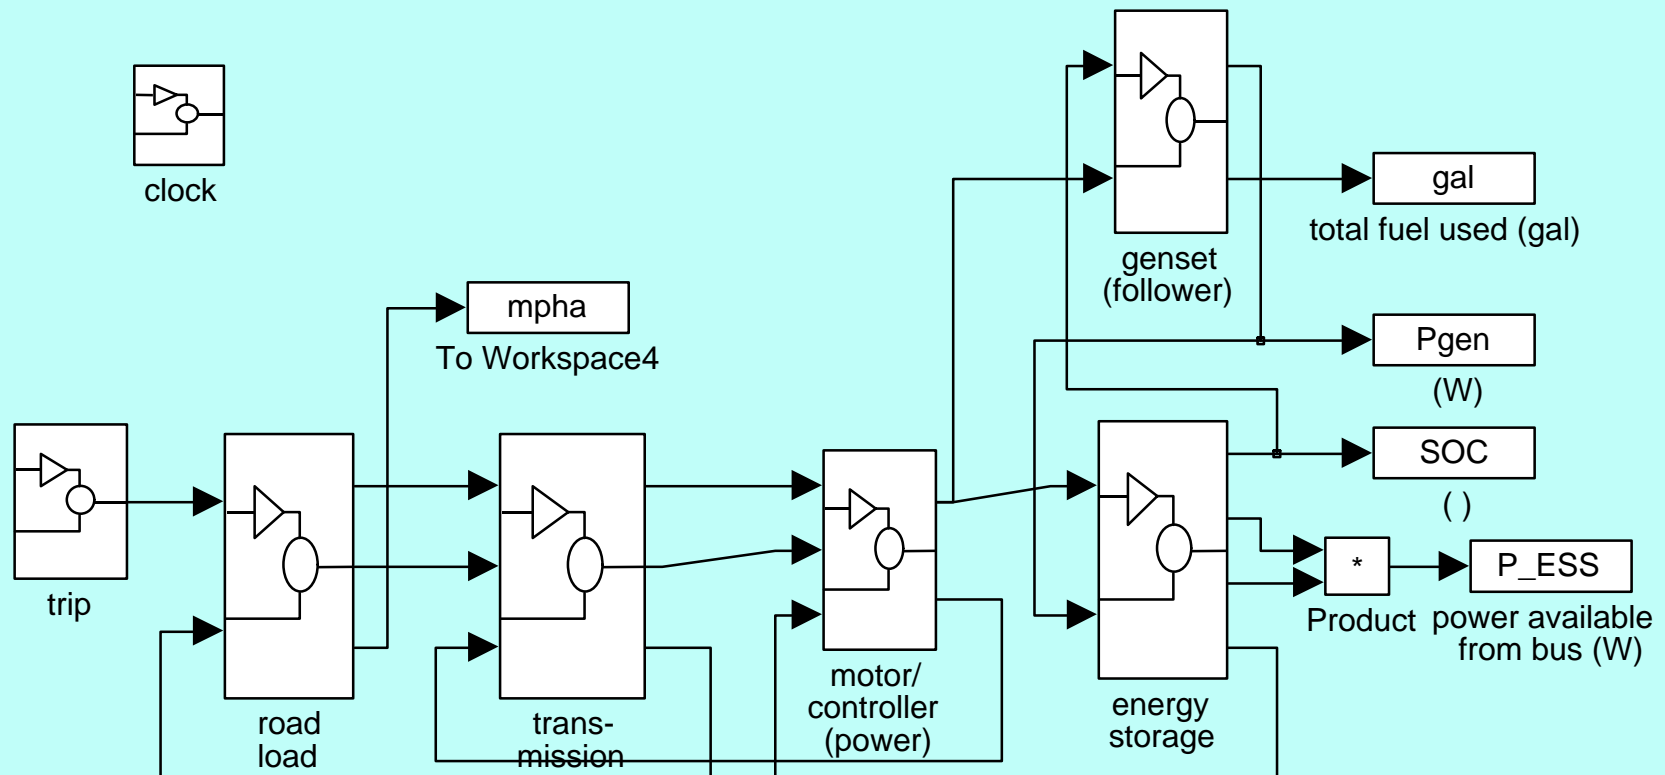 clock
gal
total fuel used (gal)
genset
(follower)
mpha
To Workspace4
Pgen
(W)
SOC
( )
trip
*
Product
P_ESS
power available
from bus (W)
road
load
trans-
mission
motor/
controller
(power)
energy
storage